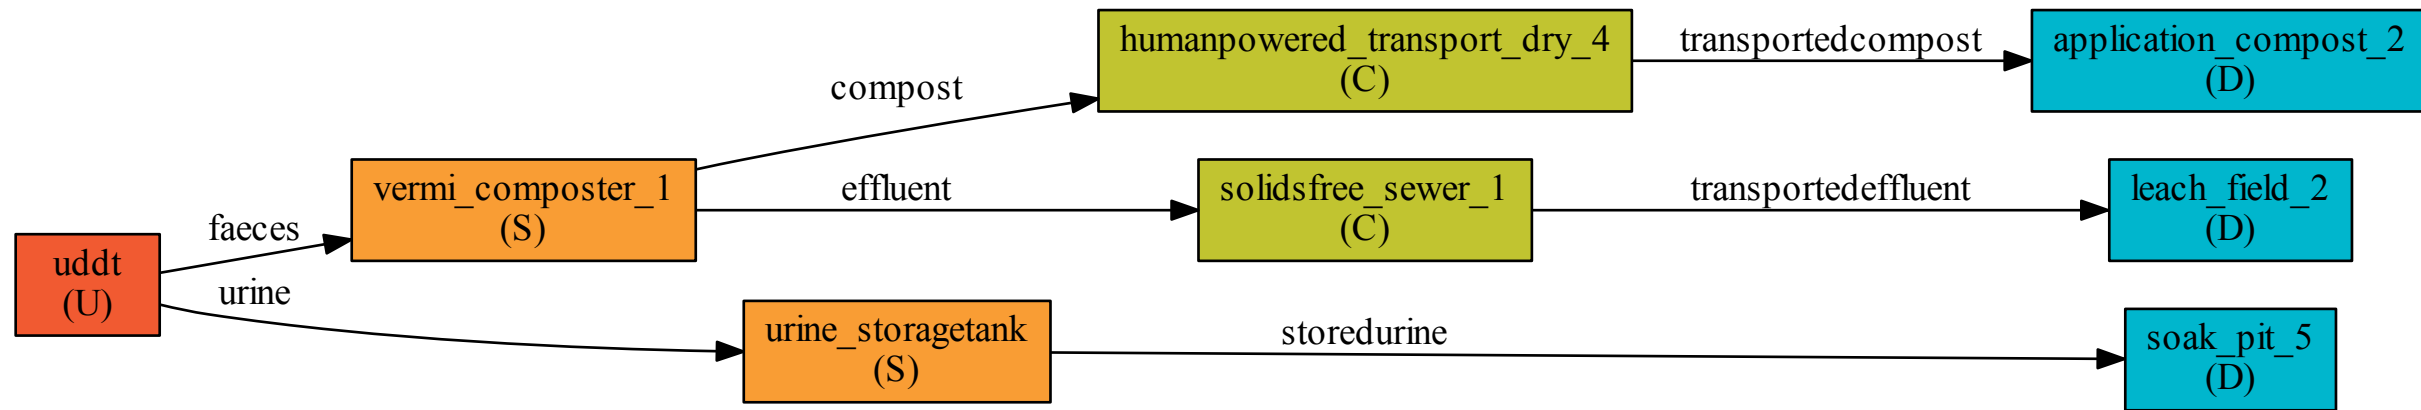 humanpowered_transport_dry_4
(C)
transportedcompost
application_compost_2
(D)
compost
vermi_composter_1
(S)
effluent
solidsfree_sewer_1
(C)
transportedeffluent
leach_field_2
(D)
faeces
uddt
(U)
urine
urine_storagetank
(S)
storedurine
soak_pit_5
(D)